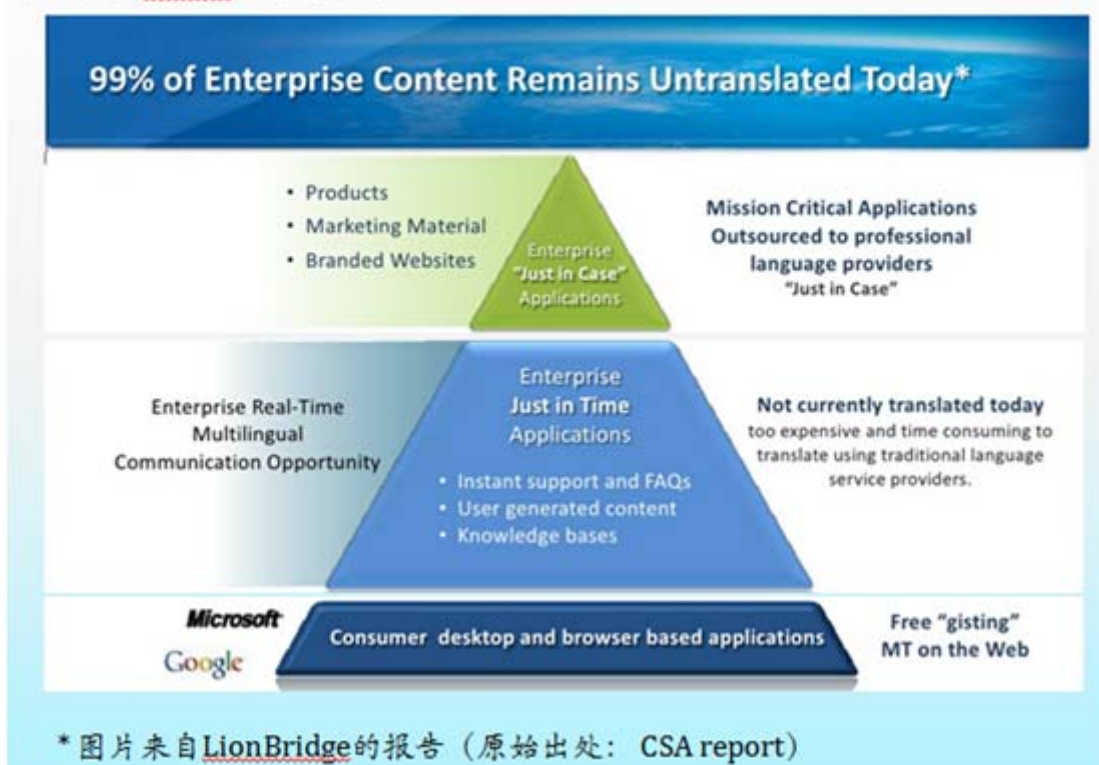 99% of Enterprise Content Remains Untranslated Today*
• Products
• Marketing Material
• Branded Websites
Enterprise
"Just in Case"
Applications
Mission Critical Applications
Outsourced to professional
language providers
"Just in Case"
Enterprise Real-Time
Multilingual
Communication Opportunity
Enterprise
Just in Time
Applications
• Instant support and FAQs
• User generated content
• Knowledge bases
Not currently translated today
too expensive and time consuming to
translate using traditional language
service providers.
Microsoft
Google
Consumer desktop and browser based applications
Free "gisting"
MT on the Web
* 图片来自LionBridge的报告（原始出处： CSA report）